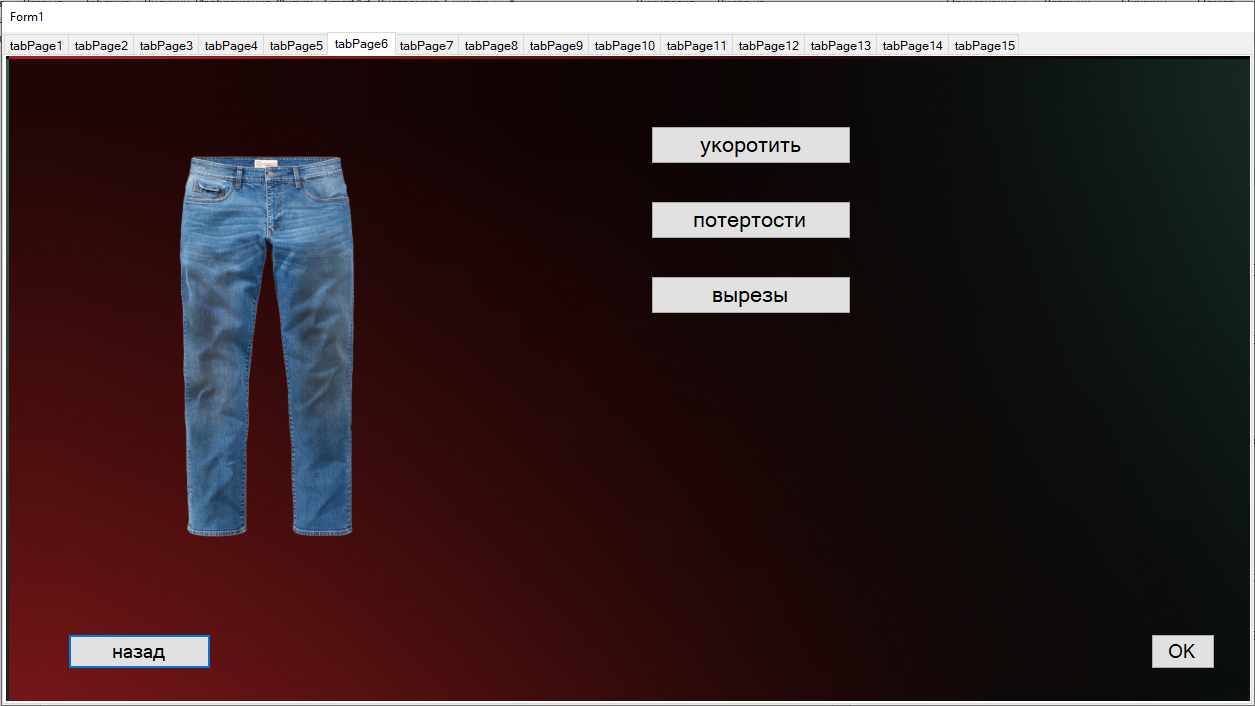 Form1
tabPage1 tabPage2 tabPage3 tabPage4 tabPage5 tabPage6 tabPage7 tabPage8 tabPage9 tabPage10 tabPage11 tabPage12 tabPage13 tabPage14 tabPage15
укоротить
потертости
вырезы
назад
OK